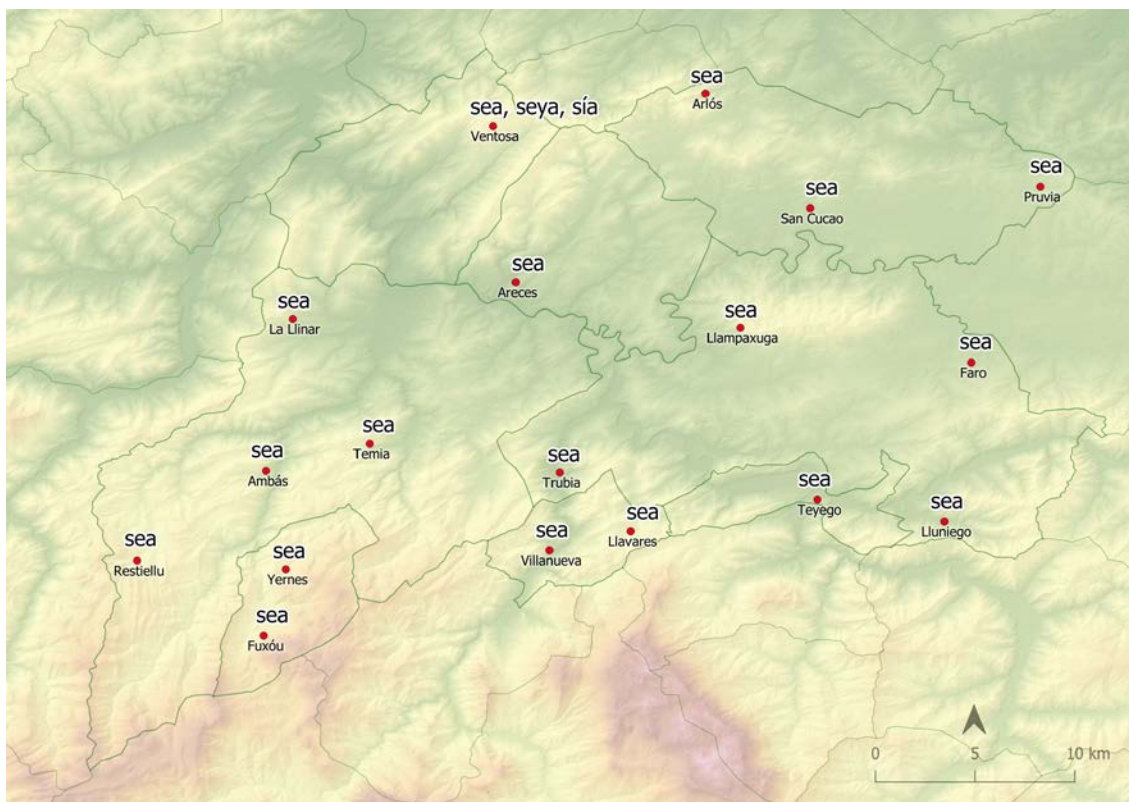 sea
Arlós
sea, seya, sía
Ventosa
sea
Pruvia
sea
San Cucao
sea
Areces
sea
La Llinar
sea
Llampaxuga
sea
Faro
sea
Temia
sea
Ambás
sea
Trubia
sea
Teyego
sea
Lluniego
sea
Llavares
sea
Villanueva
sea
Restiellu
sea
Yernes
sea
Fuxóu
0 5 10 km